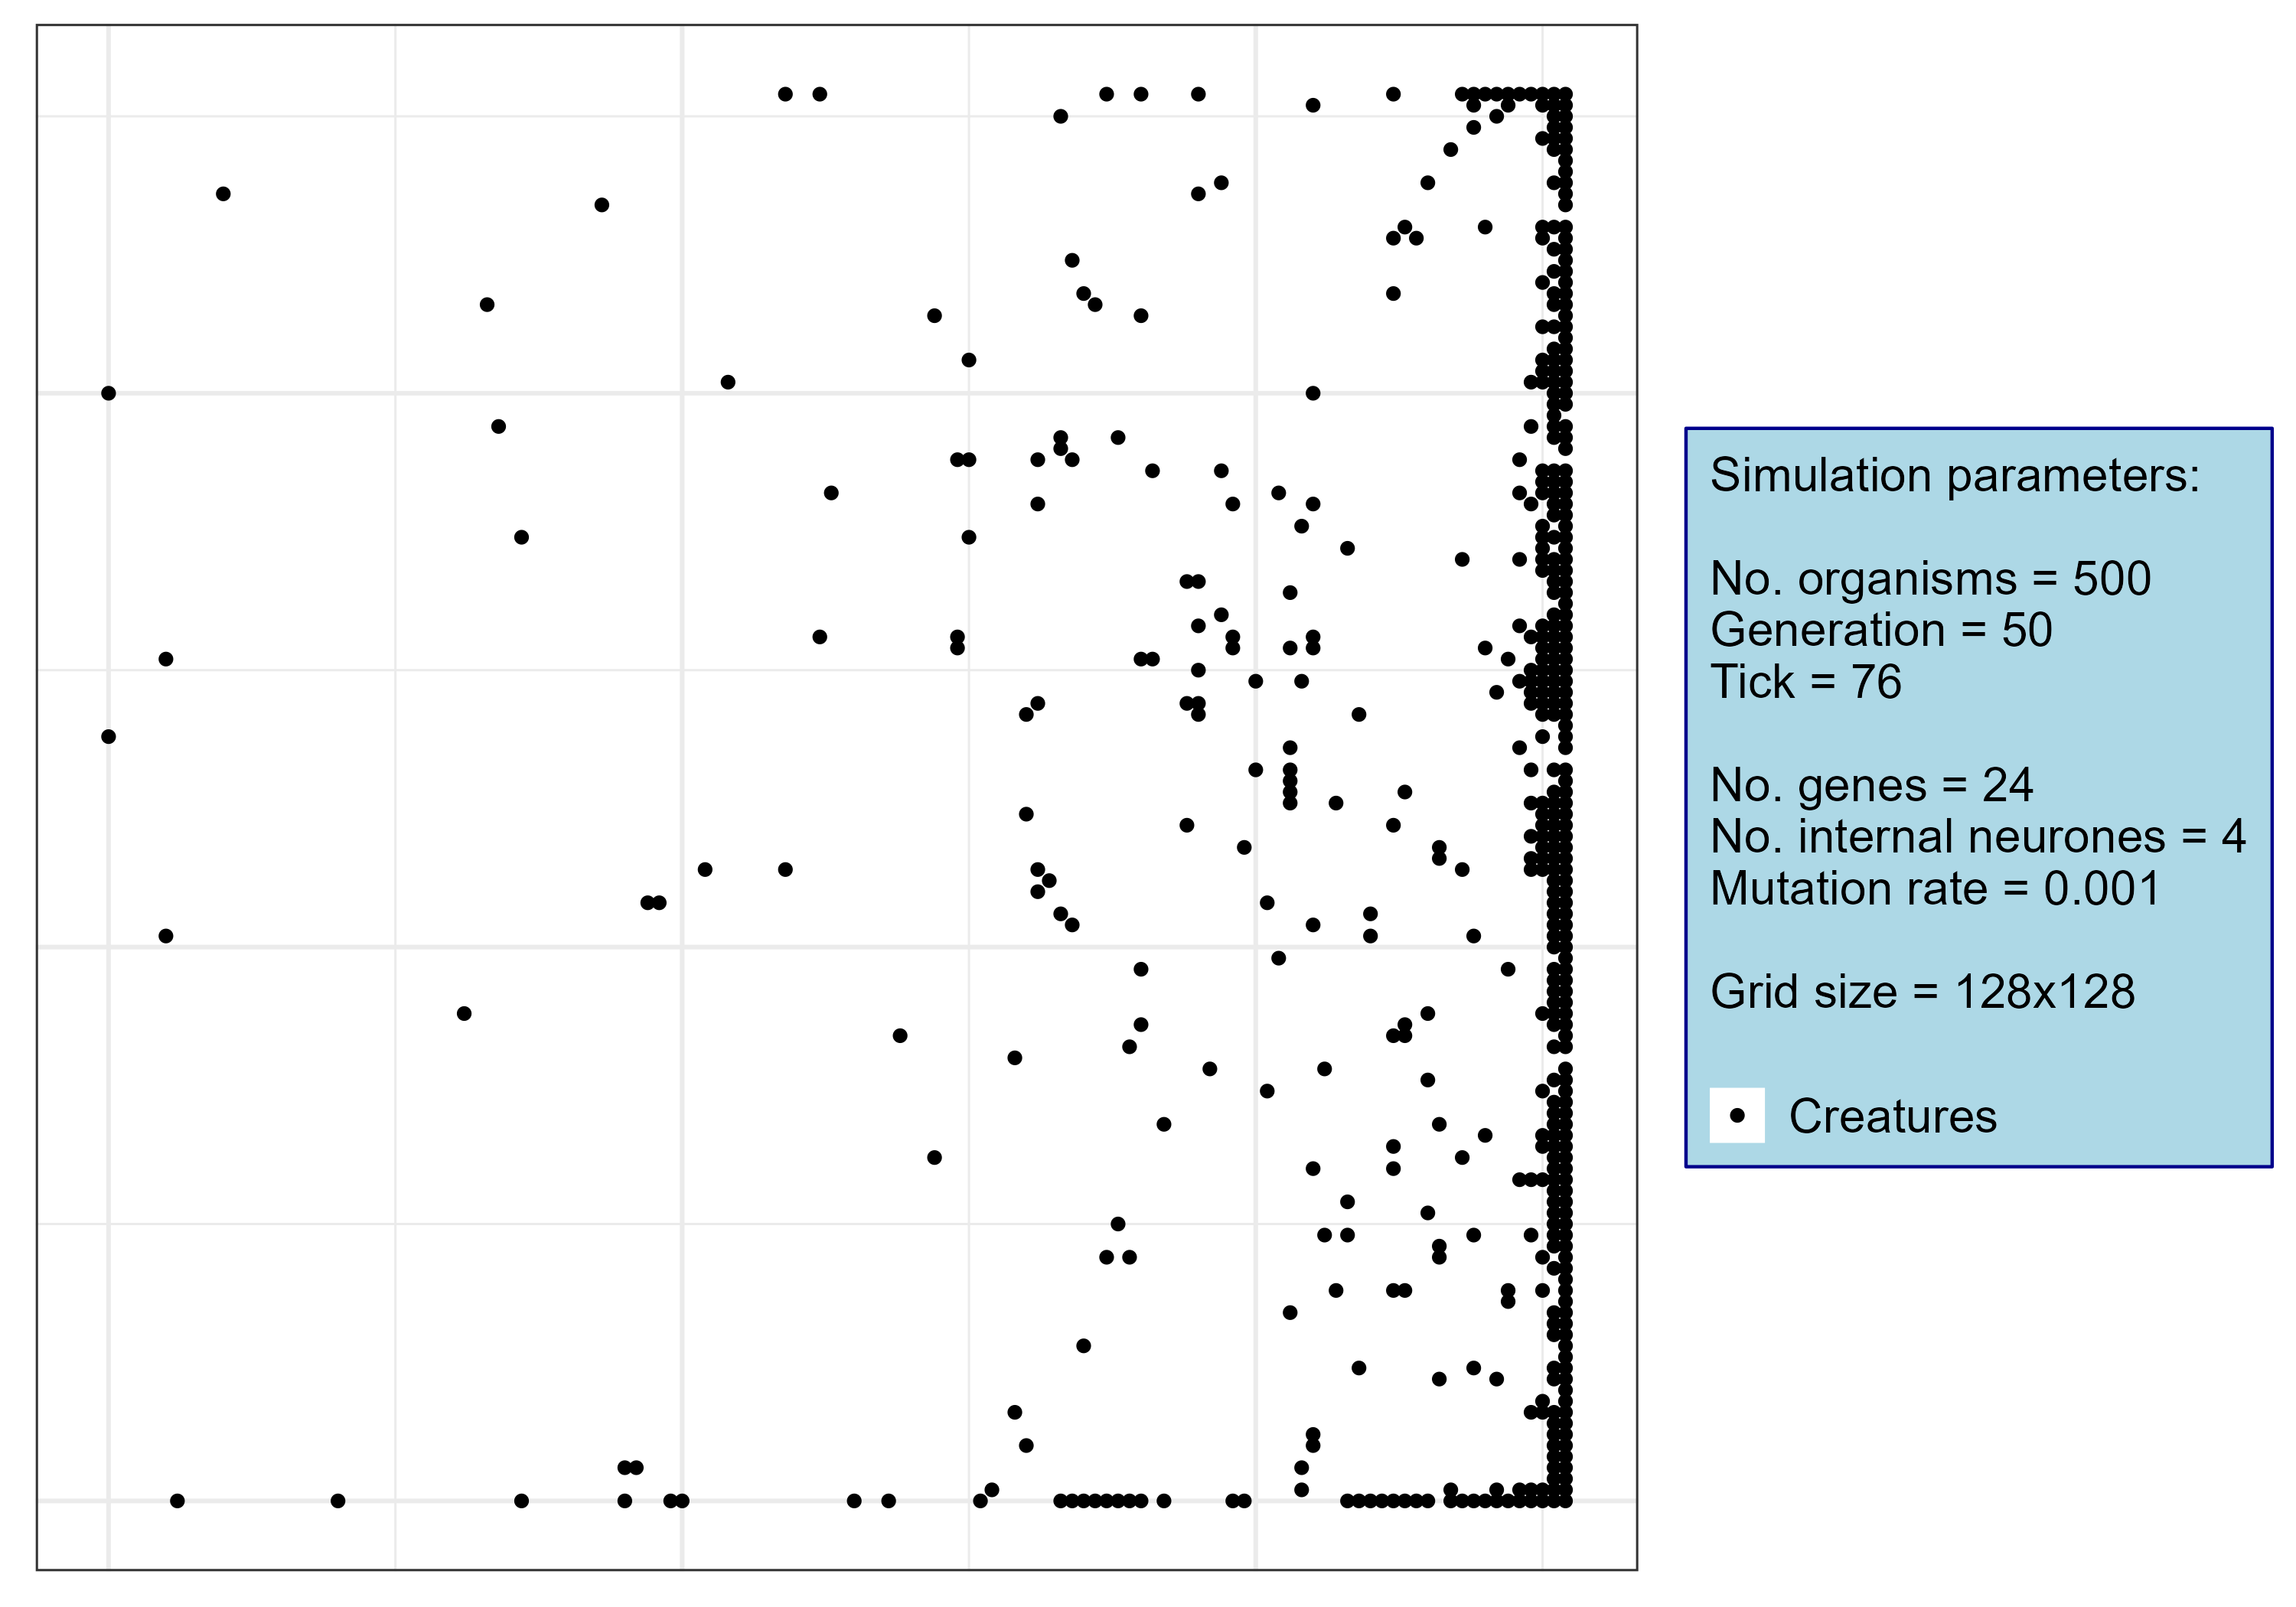 Simulation parameters:
No. organisms = 500
Generation = 50
Tick = 76
No. genes = 24
No. internal neurones = 4
Mutation rate = 0.001
Grid size = 128x128
Creatures